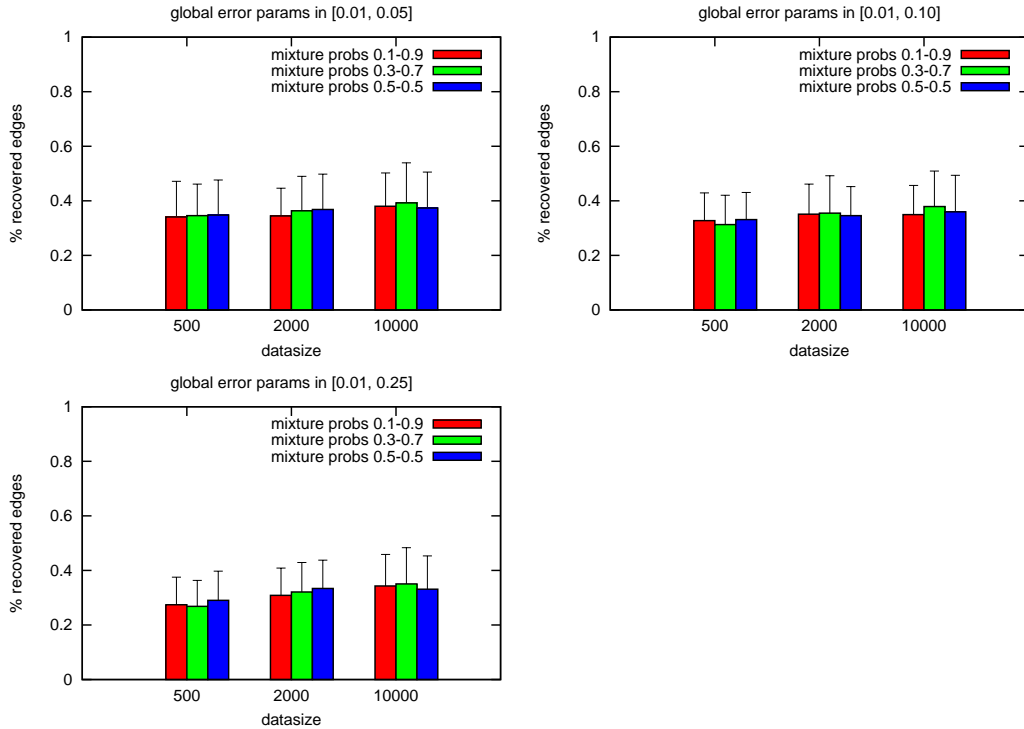 global error params in [0.01, 0.05]
% recovered edges
1
0.8
0.6
0.4
0.2
0
mixture probs 0.1-0.9
mixture probs 0.3-0.7
mixture probs 0.5-0.5
500 2000 10000
datasize
global error params in [0.01, 0.10]
% recovered edges
1
0.8
0.6
0.4
0.2
0
mixture probs 0.1-0.9
mixture probs 0.3-0.7
mixture probs 0.5-0.5
500 2000 10000
datasize
global error params in [0.01, 0.25]
% recovered edges
1
0.8
0.6
0.4
0.2
0
mixture probs 0.1-0.9
mixture probs 0.3-0.7
mixture probs 0.5-0.5
500 2000 10000
datasize